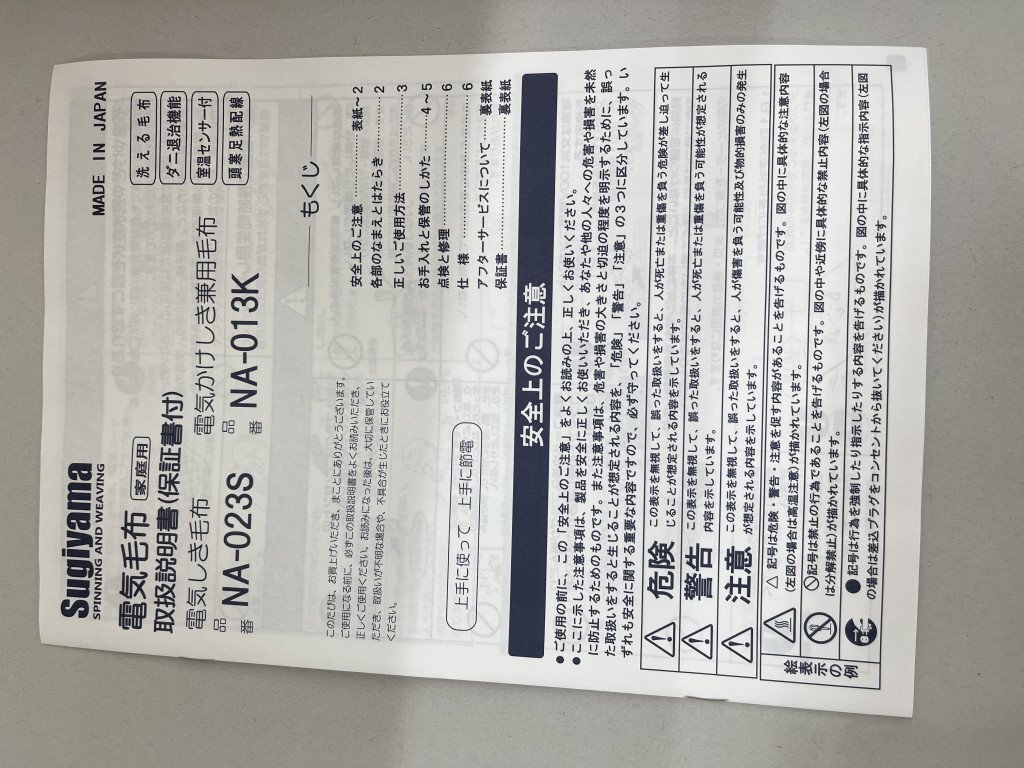 Sugiyama
SPINNING AND WEAVING
MADE IN JAPAN
電気毛布 家庭用
取扱説明書(保証書付)
洗える毛布
ダニ退治機能
室温センサー付
頭寒足熱配線
電気しき毛布
品番 NA-023S
電気かけしき兼用毛布
品番 NA-013K
このたびは、お買上げいただき、まことにありがとうございます。
ご使用になる前に、必ずこの取扱説明書をよくお読みいただき、
正しくご使用ください。お読みになった後は、大切に保管してい
ただき、取扱いが不明な場合や、不具合が生じたときにお役立て
ください。
上手に使って 上手に節電
もくじ
安全上のご注意……………表紙～2
各部のなまえとはたらき…………2
正しいご使用方法…………………3
お手入れと保管のしかた……4～5
点検と修理…………………………6
仕 様………………………………6
アフターサービスについて……裏表紙
保証書……………………………裏表紙
安全上のご注意
●ご使用の前に、この「安全上のご注意」をよくお読みの上、正しくお使いください。
●ここに示した注意事項は、製品を安全に正しくお使いいただき、あなたや他の人々への危害や損害を未然
に防止するためのものです。また注意事項は、危害や損害の大きさと切迫の程度を明示するために、誤っ
た取扱いをすると生じることが想定される内容を、「危険」「警告」「注意」の3つに区分しています。い
ずれも安全に関する重要な内容ですので、必ず守ってください。
危険
この表示を無視して、誤った取扱いをすると、人が死亡または重傷を負う危険が差し迫って生
じることが想定される内容を示しています。
警告
この表示を無視して、誤った取扱いをすると、人が死亡または重傷を負う可能性が想定される
内容を示しています。
注意
この表示を無視して、誤った取扱いをすると、人が傷害を負う可能性及び物的損害のみの発生
が想定される内容を示しています。
絵表示の例
△記号は危険・警告・注意を促す内容があることを告げるものです。図の中に具体的な注意内容
(左図の場合は高温注意)が描かれています。
🚫記号は禁止の行為であることを告げるものです。図の中や近傍に具体的な禁止内容(左図の場合
は分解禁止)が描かれています。
●記号は行為を強制したり指示したりする内容を告げるものです。図の中に具体的な指示内容(左図
の場合は差込プラグをコンセントから抜いてください)が描かれています。